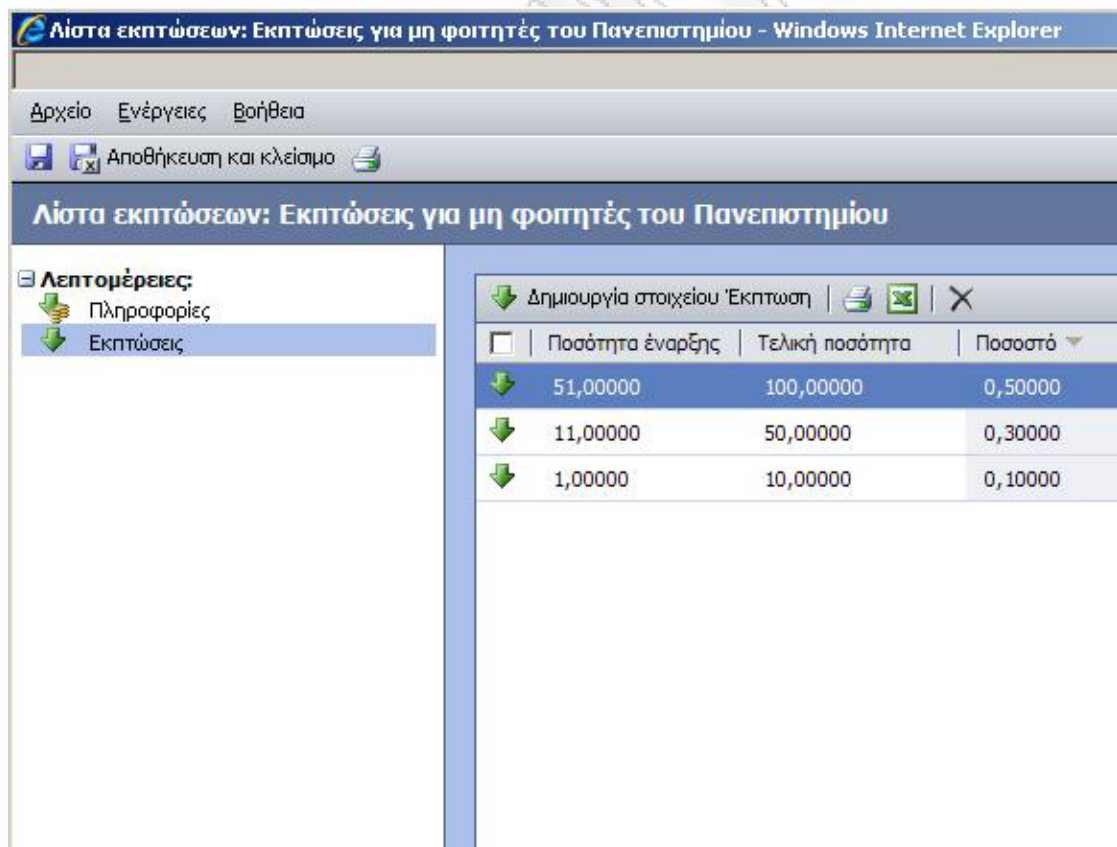 Λίστα εκπτώσεων: Εκπτώσεις για μη φοιτητές του Πανεπιστημίου - Windows Internet Explorer
Αρχείο Ενέργειες Βοήθεια
Αποθήκευση και κλείσιμο
Λίστα εκπτώσεων: Εκπτώσεις για μη φοιτητές του Πανεπιστημίου
Λεπτομέρειες:
Πληροφορίες
Εκπτώσεις
Δημιουργία στοιχείου Έκπτωση
Ποσότητα έναρξης Τελική ποσότητα Ποσοστό
51,00000 100,00000 0,50000
11,00000 50,00000 0,30000
1,00000 10,00000 0,10000